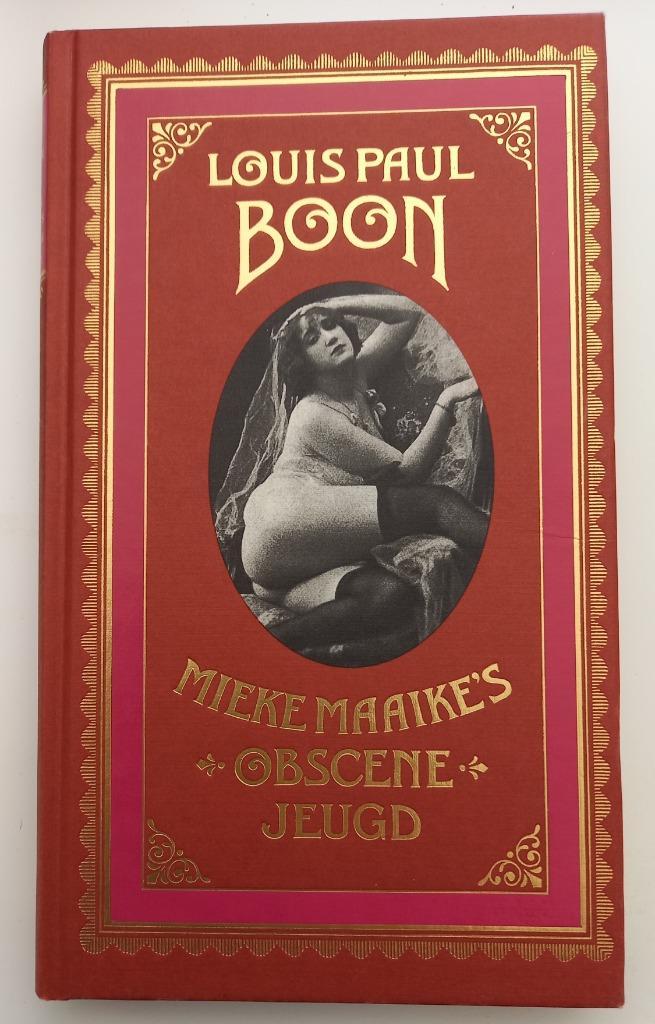 LOUIS PAUL
BOON
MIEKE MAAIKE'S
OBSCENE
JEUGD